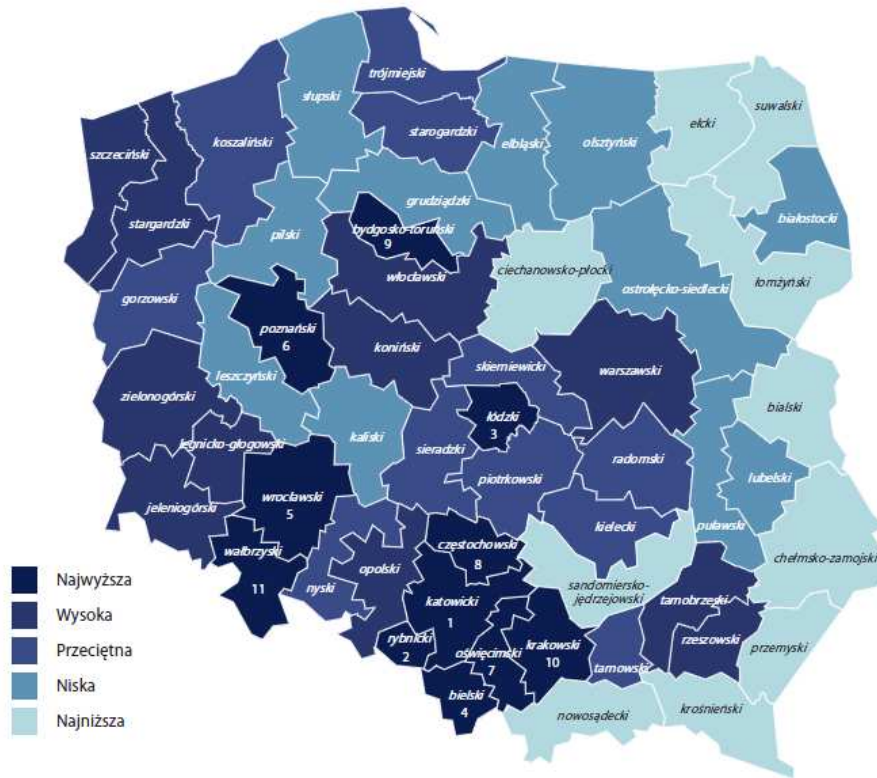 trójmiejski
słupski
koszaliński
starogardzki
ełcki
suwalski
szczeciński
elbląski
olsztyński
stargardzki
grudziądzki
białostocki
bydgosko-toruński
9
pilski
włocławski
ciechanowsko-płocki
ostrołęcko-siedlecki
łomżyński
gorzowski
poznański
6
koniński
skierniewicki
warszawski
leszczyński
zielonogórski
łódzki
3
bialski
kaliski
legnicko-głogowski
sieradzki
piotrkowski
radomski
lubelski
wrocławski
5
jeleniogórski
kielecki
puławski
wałbrzyski
11
częstochowski
8
opolski
nyski
sandomiersko-
jędrzejowski
chełmsko-zamojski
katowicki
1
tarnobrzeski
rybnicki
2
oświęcimski
7
krakowski
10
rzeszowski
przemyski
tarnowski
bielski
4
nowosądecki
krośnieński
Najwyższa
Wysoka
Przeciętna
Niska
Najniższa